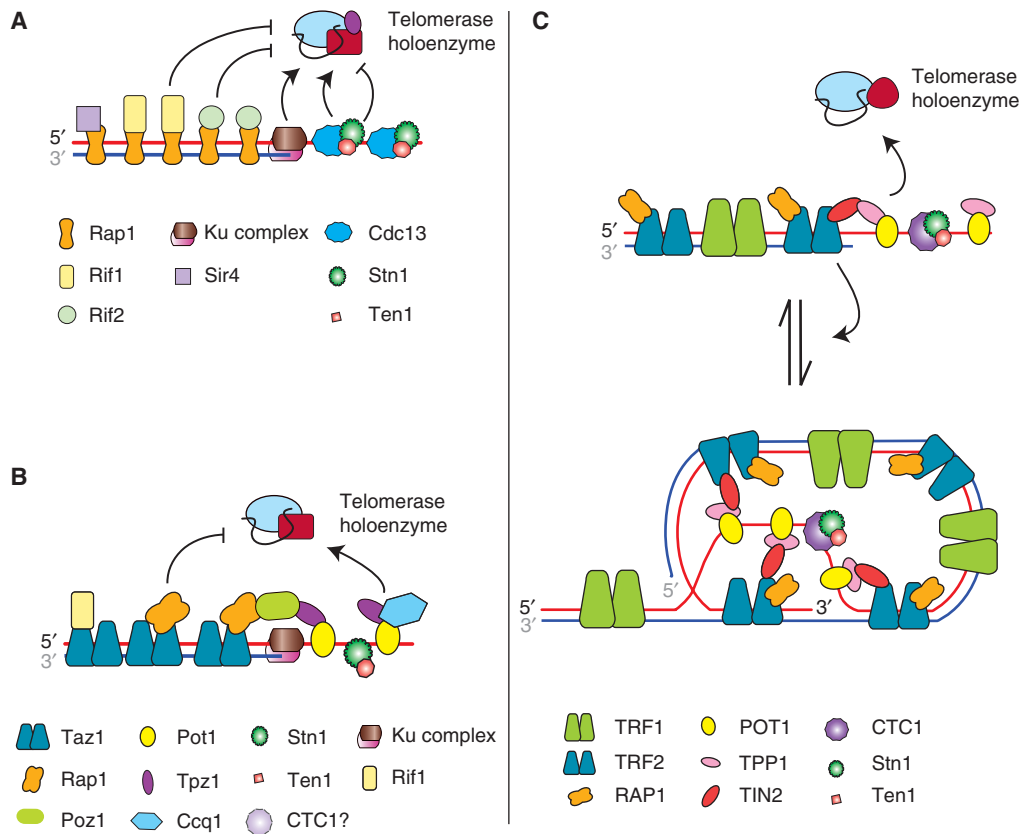 A
Telomerase
holoenzyme
5′
3′
Rap1
Ku complex
Cdc13
Rif1
Sir4
Stn1
Rif2
Ten1
B
Telomerase
holoenzyme
5′
3′
Taz1
Pot1
Stn1
Ku complex
Rap1
Tpz1
Ten1
Rif1
Poz1
Ccq1
CTC1?
C
Telomerase
holoenzyme
5′
3′
5′
5′
3′
3′
TRF1
POT1
CTC1
TRF2
TPP1
Stn1
RAP1
TIN2
Ten1